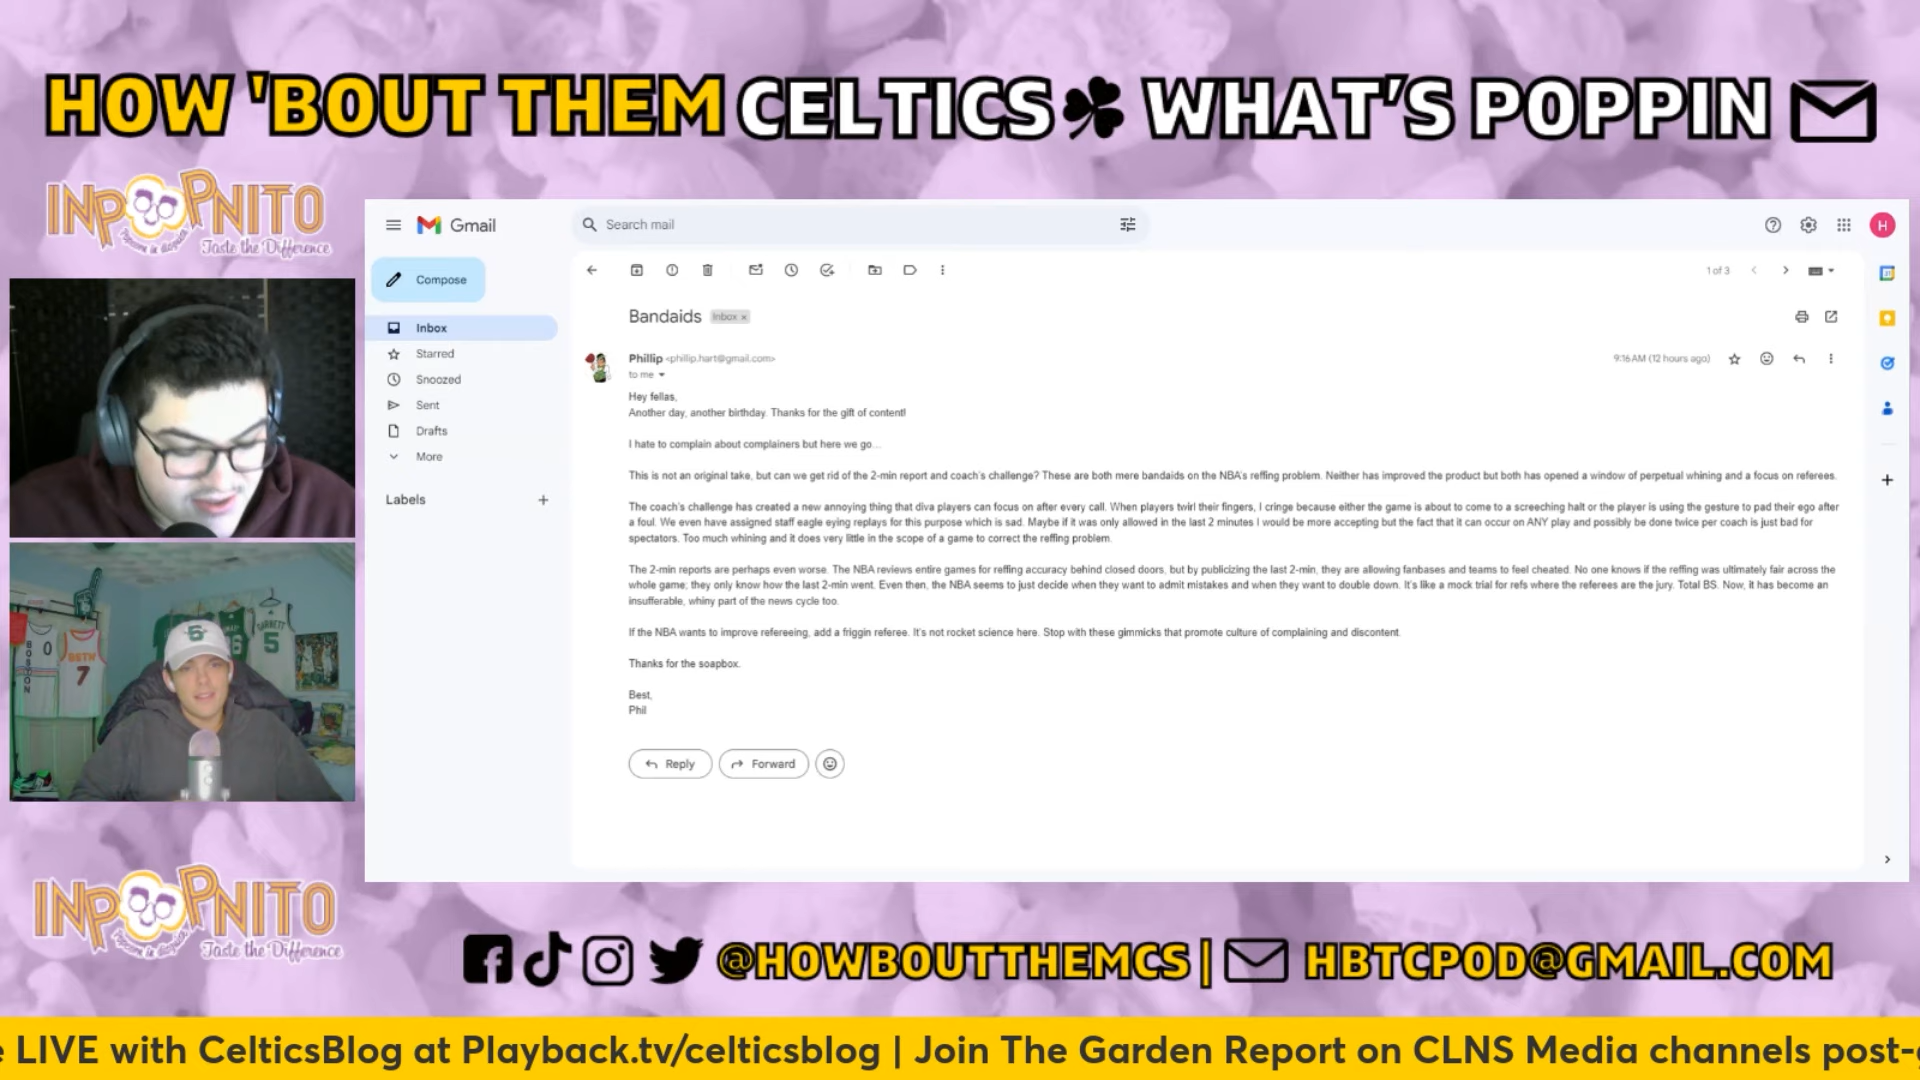 HOW 'BOUT THEM CELTICS WHAT'S POPPIN
INPOPNITO
Popcorn in disguise
Taste the Difference
Gmail
Search mail
H
Compose
1 of 3
Inbox
Starred
Snoozed
Sent
Drafts
More
Labels
Bandaids Inbox x
Phillip <phillip.hart@gmail.com>
9:16 AM (12 hours ago)
to me
Hey fellas,
Another day, another birthday. Thanks for the gift of content!
I hate to complain about complainers but here we go...
This is not an original take, but can we get rid of the 2-min report and coach's challenge? These are both mere bandaids on the NBA's reffing problem. Neither has improved the product but both has opened a window of perpetual whining and a focus on referees.
The coach's challenge has created a new annoying thing that diva players can focus on after every call. When players twirl their fingers, I cringe because either the game is about to come to a screeching halt or the player is using the gesture to pad their ego after
a foul. We even have assigned staff eagle eying replays for this purpose which is sad. Maybe if it was only allowed in the last 2 minutes I would be more accepting but the fact that it can occur on ANY play and possibly be done twice per coach is just bad for
spectators. Too much whining and it does very little in the scope of a game to correct the reffing problem.
The 2-min reports are perhaps even worse. The NBA reviews entire games for reffing accuracy behind closed doors, but by publicizing the last 2-min, they are allowing fanbases and teams to feel cheated. No one knows if the reffing was ultimately fair across the
whole game; they only know how the last 2-min went. Even then, the NBA seems to just decide when they want to admit mistakes and when they want to double down. It's like a mock trial for refs where the referees are the jury. Total BS. Now, it has become an
insufferable, whiny part of the news cycle too.
If the NBA wants to improve refereeing, add a friggin referee. It's not rocket science here. Stop with these gimmicks that promote culture of complaining and discontent.
Thanks for the soapbox.
Best,
Phil
Reply
Forward
BOSTON
0
BSTN
7
GARNETT
5
INPOPNITO
Popcorn in disguise
Taste the Difference
@HOWBOUTTHEMCS | HBTCPOD@GMAIL.COM
LIVE with CelticsBlog at Playback.tv/celticsblog | Join The Garden Report on CLNS Media channels post-